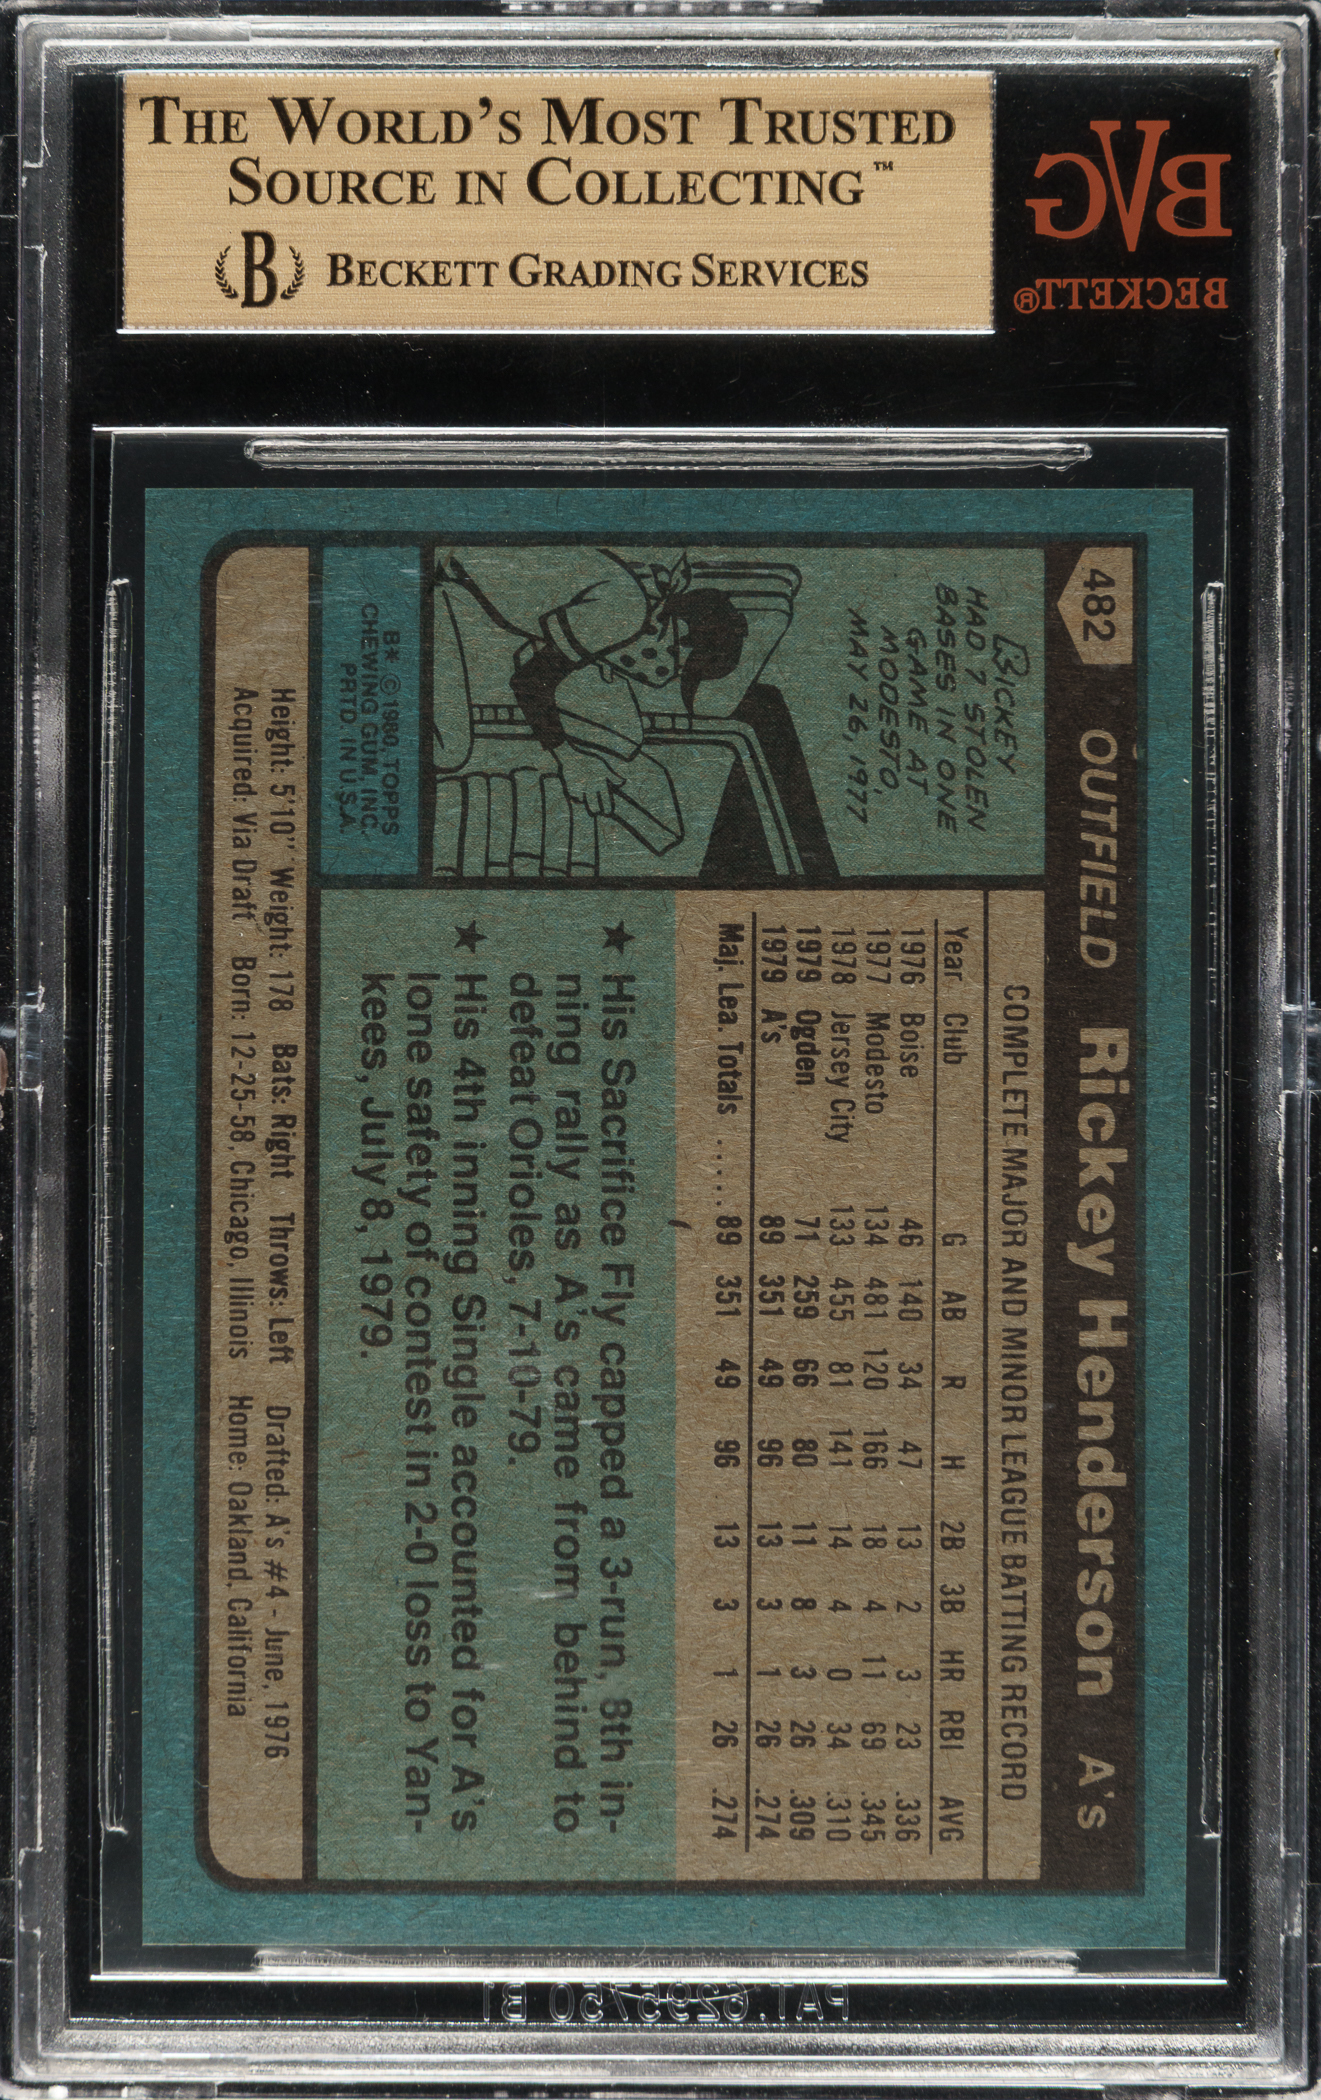 THE WORLD'S MOST TRUSTED
SOURCE IN COLLECTING™
B BECKETT GRADING SERVICES
BVG
BECKETT®
482 OUTFIELD Rickey Henderson A's
COMPLETE MAJOR AND MINOR LEAGUE BATTING RECORD
Year Club G AB R H 2B 3B HR RBI AVG
1976 Boise 46 140 34 47 13 2 3 23 .336
1977 Modesto 134 481 120 166 18 4 11 69 .345
1978 Jersey City 133 455 81 141 14 4 0 34 .310
1979 Ogden 71 259 66 80 11 8 3 26 .309
1979 A's 89 351 49 96 13 3 1 26 .274
Maj. Lea. Totals ..... 89 351 49 96 13 3 1 26 .274
RICKEY
HAD 7 STOLEN
BASES IN ONE
GAME AT
MODESTO,
MAY 26, 1977
★ His Sacrifice Fly capped a 3-run, 8th in-
ning rally as A's came from behind to
defeat Orioles, 7-10-79.
★ His 4th inning Single accounted for A's
lone safety of contest in 2-0 loss to Yan-
kees, July 8, 1979.
B* © 1980, TOPPS
CHEWING GUM, INC.
PRTD. IN U.S.A.
Height: 5'10" Weight: 178 Bats: Right Throws: Left Drafted: A's #4 - June, 1976
Acquired: Via Draft Born: 12-25-58, Chicago, Illinois Home: Oakland, California
PAT. 6295750 B1